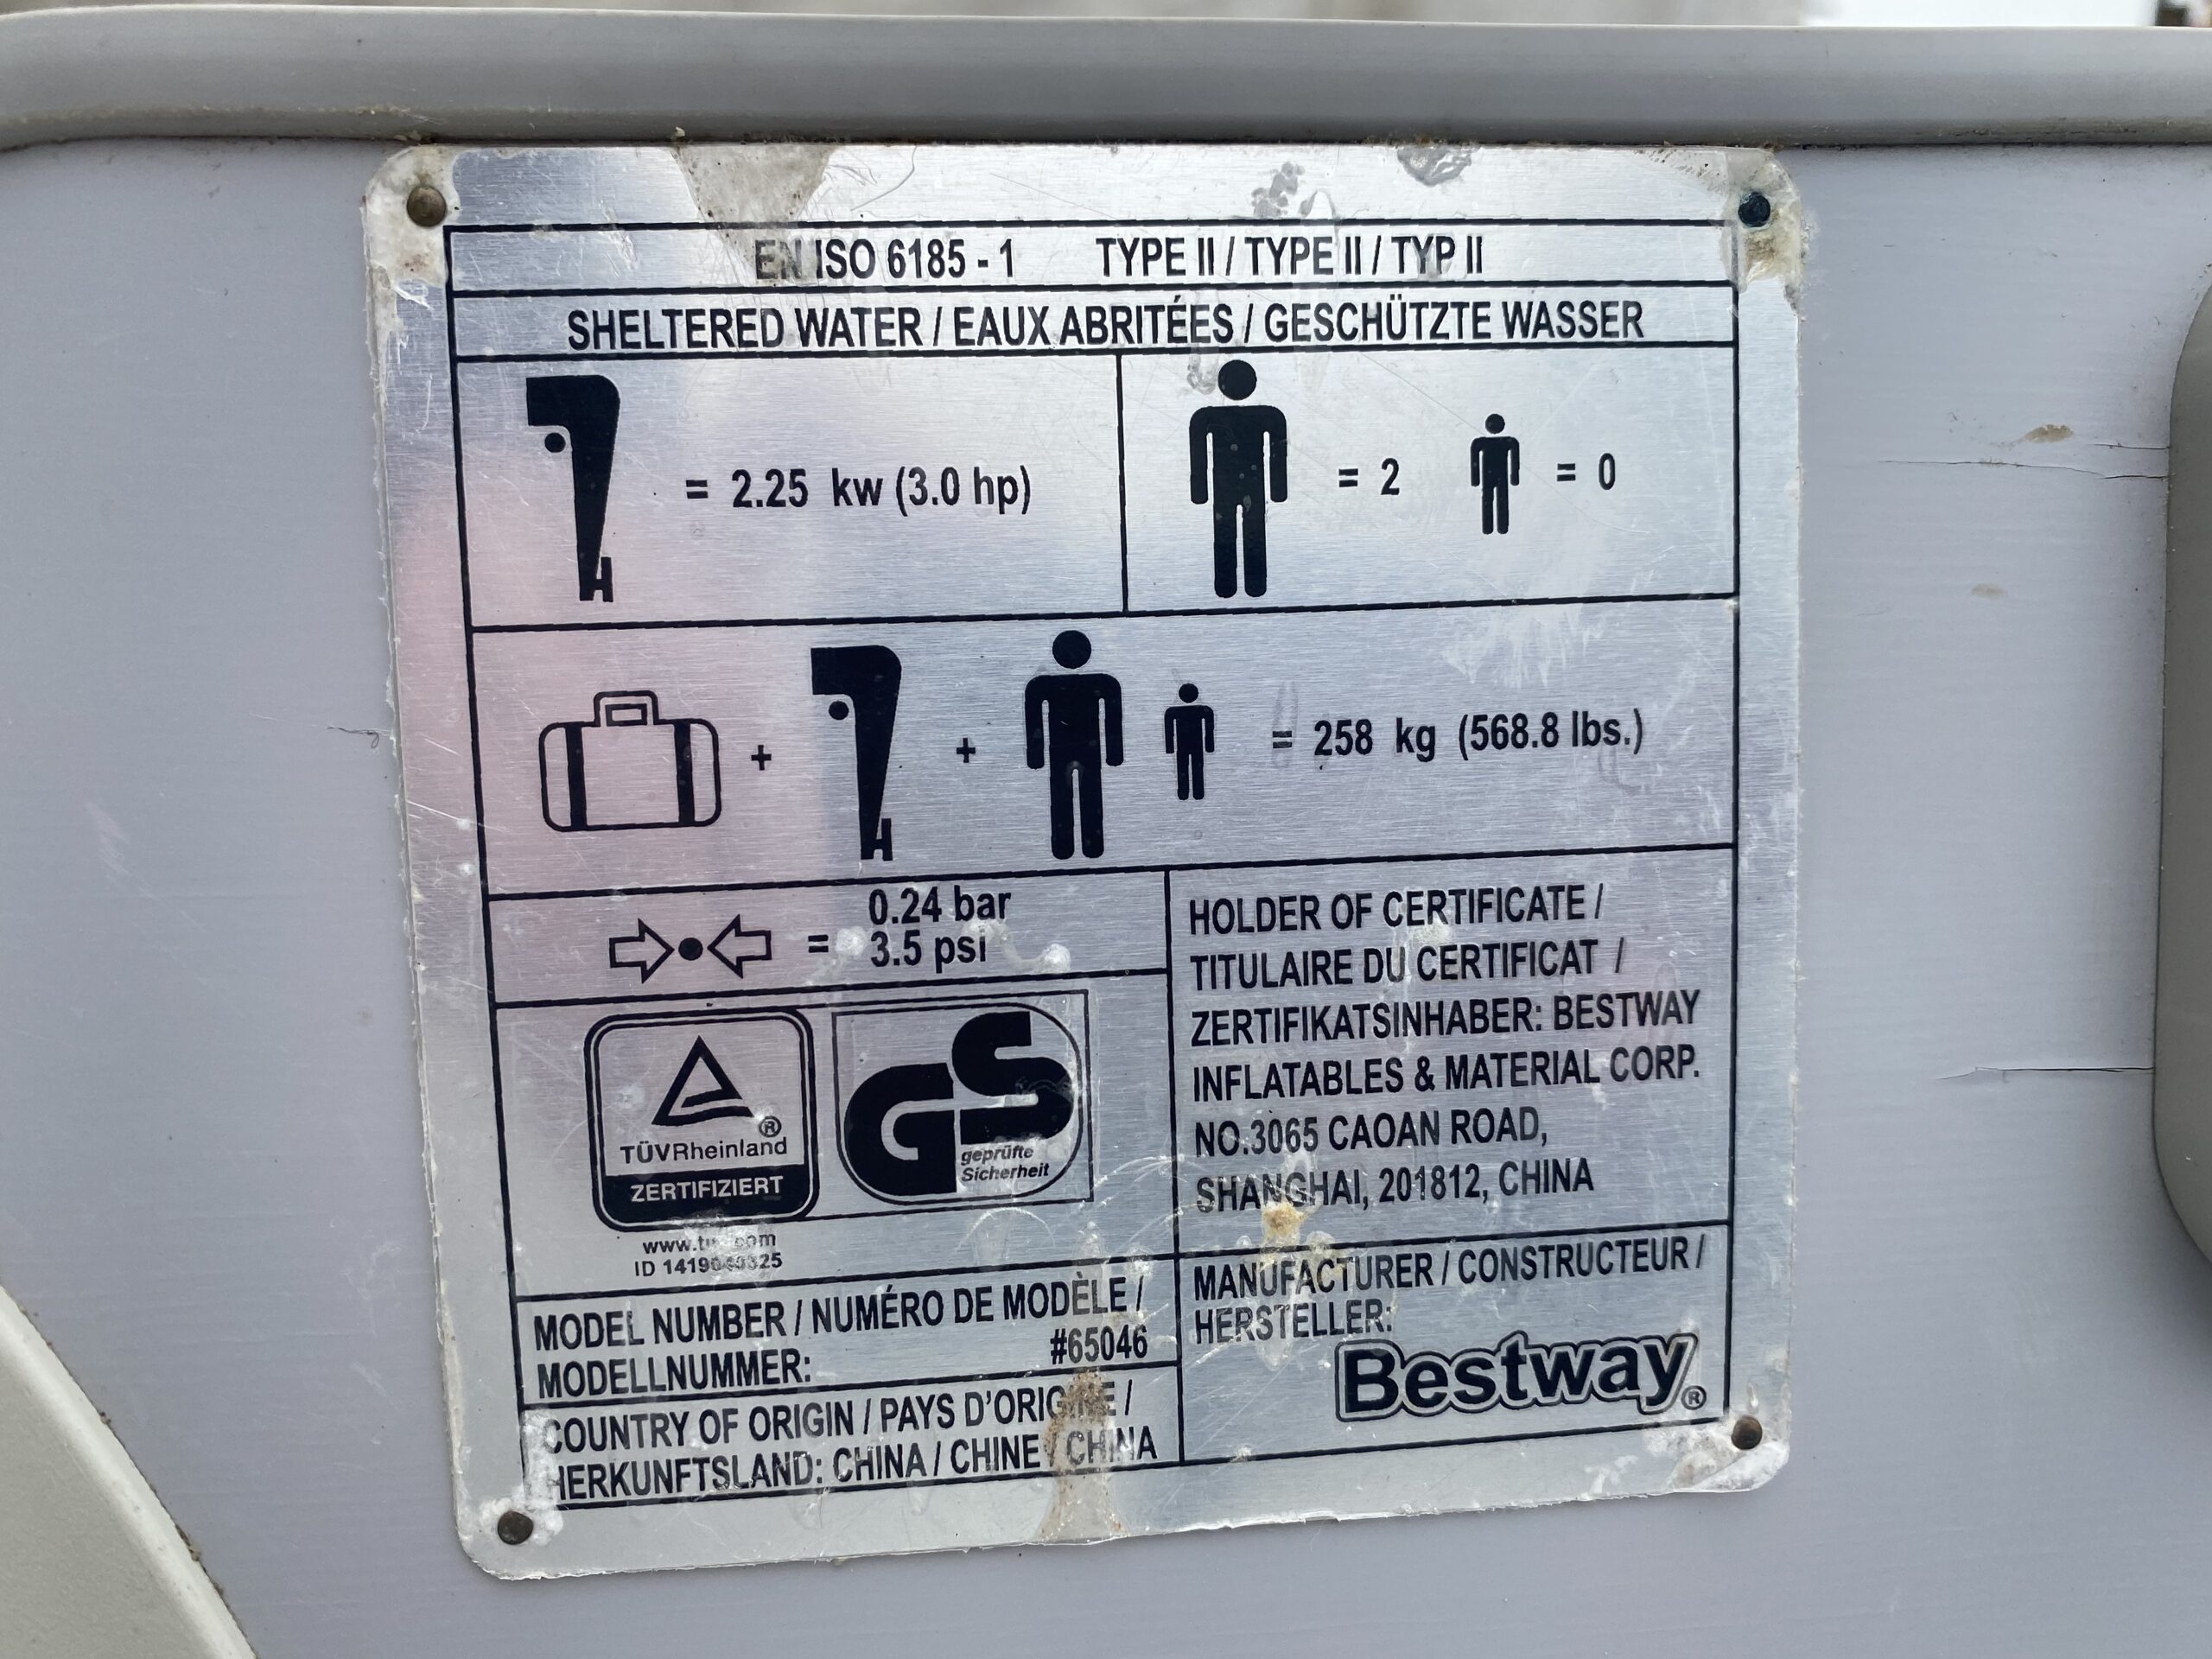 EN ISO 6185 - 1 TYPE II / TYPE II / TYP II
SHELTERED WATER / EAUX ABRITÉES / GESCHÜTZTE WASSER
= 2.25 kw (3.0 hp)
= 2 = 0
+ + = 258 kg (568.8 lbs.)
= 0.24 bar
3.5 psi
TÜVRheinland ®
ZERTIFIZIERT
GS
geprüfte
Sicherheit
ID
HOLDER OF CERTIFICATE /
TITULAIRE DU CERTIFICAT /
ZERTIFIKATSINHABER: BESTWAY
INFLATABLES & MATERIAL CORP.
NO.3065 CAOAN ROAD,
SHANGHAI, 201812, CHINA
MODEL NUMBER / NUMÉRO DE MODÈLE /
MODELLNUMMER: #65046
COUNTRY OF ORIGIN / PAYS D'ORIGINE /
HERKUNFTSLAND: CHINA / CHINE / CHINA
MANUFACTURER / CONSTRUCTEUR /
HERSTELLER:
Bestway®